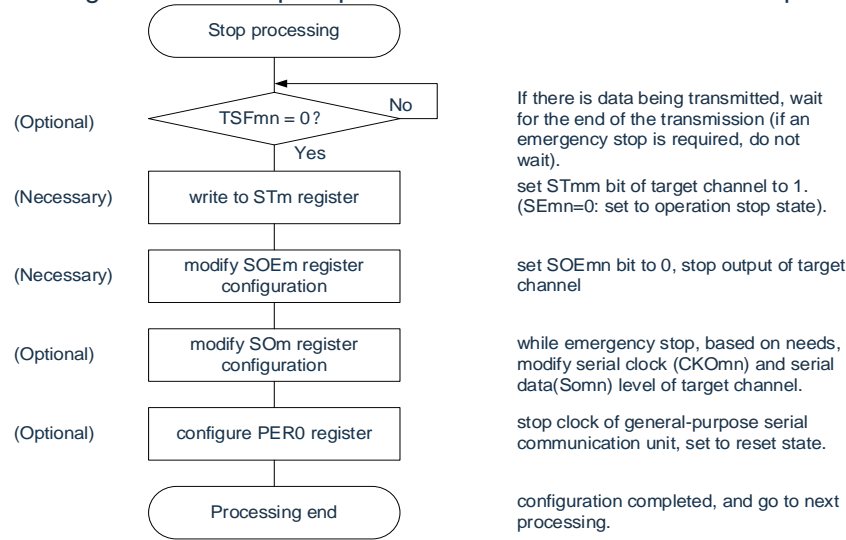 Stop processing
(Optional)
TSFmn = 0?
No
Yes
If there is data being transmitted, wait
for the end of the transmission (if an
emergency stop is required, do not
wait).
(Necessary)
write to STm register
set STmm bit of target channel to 1.
(SEmn=0: set to operation stop state).
(Necessary)
modify SOEm register
configuration
set SOEmn bit to 0, stop output of target
channel
(Optional)
modify SOm register
configuration
while emergency stop, based on needs,
modify serial clock (CKOmn) and serial
data(Somn) level of target channel.
(Optional)
configure PER0 register
stop clock of general-purpose serial
communication unit, set to reset state.
Processing end
configuration completed, and go to next
processing.